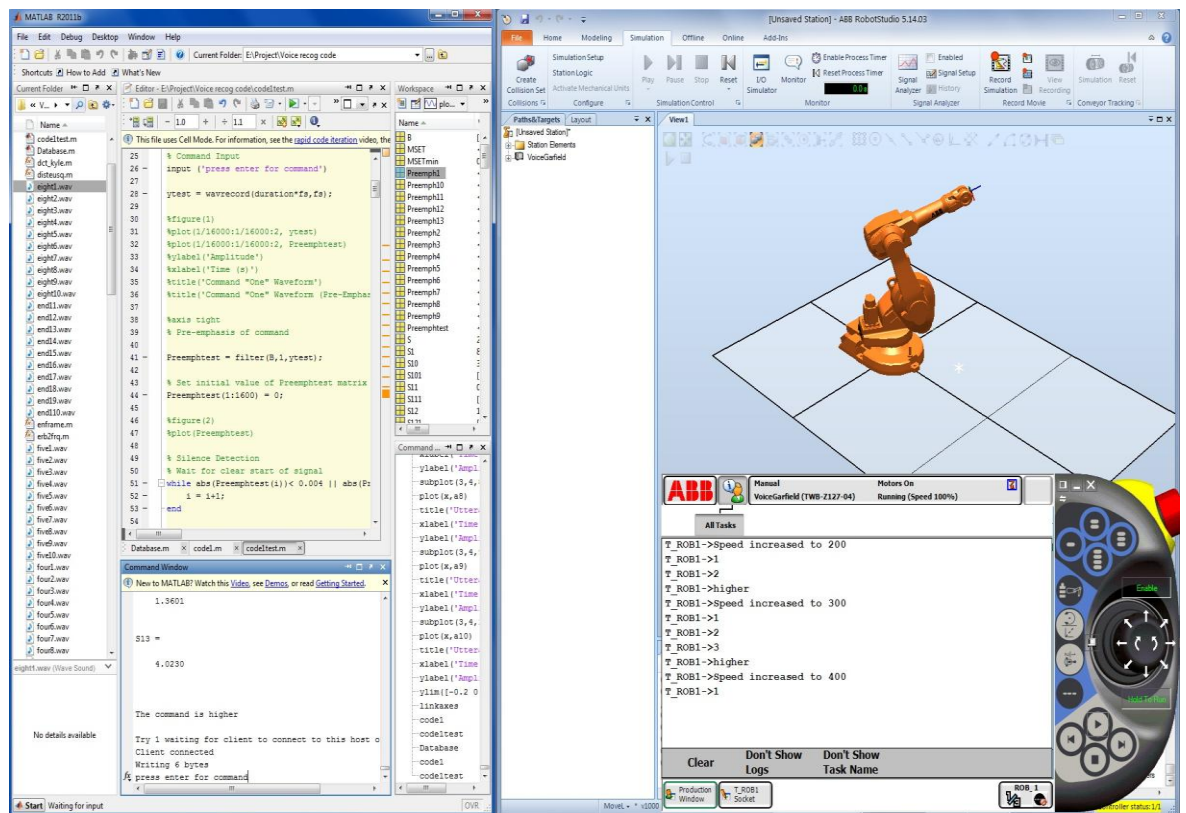 MATLAB R2011b
File Edit Debug Desktop Window Help
Current Folder: E:\Project\Voice recog code
Shortcuts How to Add What's New
Current Folder
Name
code1test.m
Database.m
dct_kyle.m
disteusq.m
eight1.wav
eight2.wav
eight3.wav
eight4.wav
eight5.wav
eight6.wav
eight7.wav
eight8.wav
eight9.wav
eight10.wav
end11.wav
end12.wav
end13.wav
end14.wav
end15.wav
end16.wav
end17.wav
end18.wav
end19.wav
end110.wav
enframe.m
erb2frq.m
five1.wav
five2.wav
five3.wav
five4.wav
five5.wav
five6.wav
five7.wav
five8.wav
five9.wav
five10.wav
four1.wav
four2.wav
four3.wav
four4.wav
four5.wav
four6.wav
four7.wav
four8.wav
eight1.wav (Wave Sound)
No details available
Start Waiting for input
OVR
Editor - E:\Project\Voice recog code\code1test.m
- 1.0 + ÷ 1.1 ×
This file uses Cell Mode. For information, see the rapid code iteration video, the
25 % Command Input
26 - input ('press enter for command')
27
28 - ytest = wavrecord(duration*fs,fs);
29
30 %figure(1)
31 %plot(1/16000:1/16000:2, ytest)
32 %plot(1/16000:1/16000:2, Preemphtest)
33 %ylabel('Amplitude')
34 %xlabel('Time (s)')
35 %title('Command "One" Waveform')
36 %title('Command "One" Waveform (Pre-Emphas
37
38 %axis tight
39 % Pre-emphasis of command
40
41 - Preemphtest = filter(B,1,ytest);
42
43 % Set initial value of Preemphtest matrix
44 - Preemphtest(1:1600) = 0;
45
46 %figure(2)
47 %plot(Preemphtest)
48
49 % Silence Detection
50 % Wait for clear start of signal
51 - while abs(Preemphtest(i))< 0.004 || abs(Pr
52 - i = i+1;
53 - end
54
Database.m × code1.m × code1test.m ×
Command Window
New to MATLAB? Watch this Video, see Demos, or read Getting Started.
1.3601
S13 =
4.0230
The command is higher
Try 1 waiting for client to connect to this host o
Client connected
Writing 6 bytes
fx press enter for command
Workspace
plo...
Name
B
MSET
MSETmin
Preemph1
Preemph10
Preemph11
Preemph12
Preemph13
Preemph2
Preemph3
Preemph4
Preemph5
Preemph6
Preemph7
Preemph8
Preemph9
Preemphtest
S
S1
S10
S101
S11
S111
S12
Command ...
ylabel('Ampl
subplot(3,4,
plot(x,a8)
title('Utter
xlabel('Time
ylabel('Ampl
subplot(3,4,
plot(x,a9)
title('Utter
xlabel('Time
ylabel('Ampl
subplot(3,4,
plot(x,a10)
title('Utter
xlabel('Time
ylabel('Ampl
ylim([-0.2 0
linkaxes
code1
code1test
Database
code1
code1test
[Unsaved Station] - ABB RobotStudio 5.14.03
File Home Modeling Simulation Offline Online Add-Ins
Create Collision Set
Collisions
Simulation Setup
Station Logic
Activate Mechanical Units
Configure
Play Pause Stop Reset
Simulation Control
I/O Simulator
Monitor
Enable Process Timer
Reset Process Timer
0.0 s
Monitor
Signal Analyzer
Enabled
Signal Setup
History
Signal Analyzer
Record Simulation
View Recording
Record Movie
Simulation Reset
Conveyor Tracking
Paths&Targets Layout
[Unsaved Station]*
Station Elements
VoiceGarfield
View1
ABB
ABB
Manual
VoiceGarfield (TWB-Z127-04)
Motors On
Running (Speed 100%)
All Tasks
T_ROB1->Speed increased to 200
T_ROB1->1
T_ROB1->2
T_ROB1->higher
T_ROB1->Speed increased to 300
T_ROB1->1
T_ROB1->2
T_ROB1->3
T_ROB1->higher
T_ROB1->Speed increased to 400
T_ROB1->1
Clear
Don't Show Logs
Don't Show Task Name
Production Window
T_ROB1 Socket
ROB_1
Enable
Hold To Run
MoveL * v1000
Controller status: 1/1